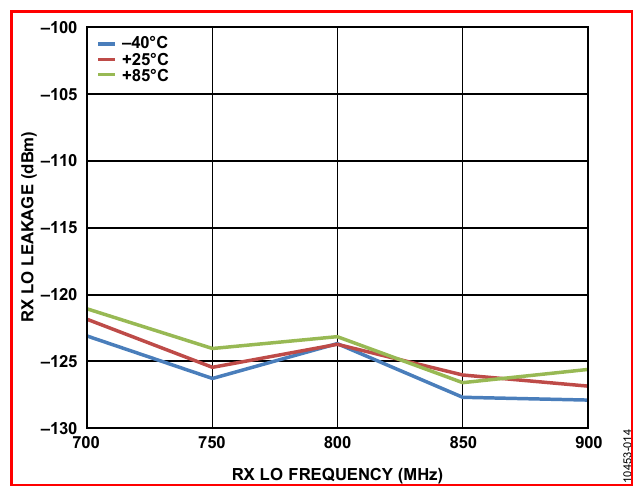 –100
–105
–110
–115
–120
–125
–130
RX LO LEAKAGE (dBm)
–40°C
+25°C
+85°C
700
750
800
850
900
RX LO FREQUENCY (MHz)
10453-014